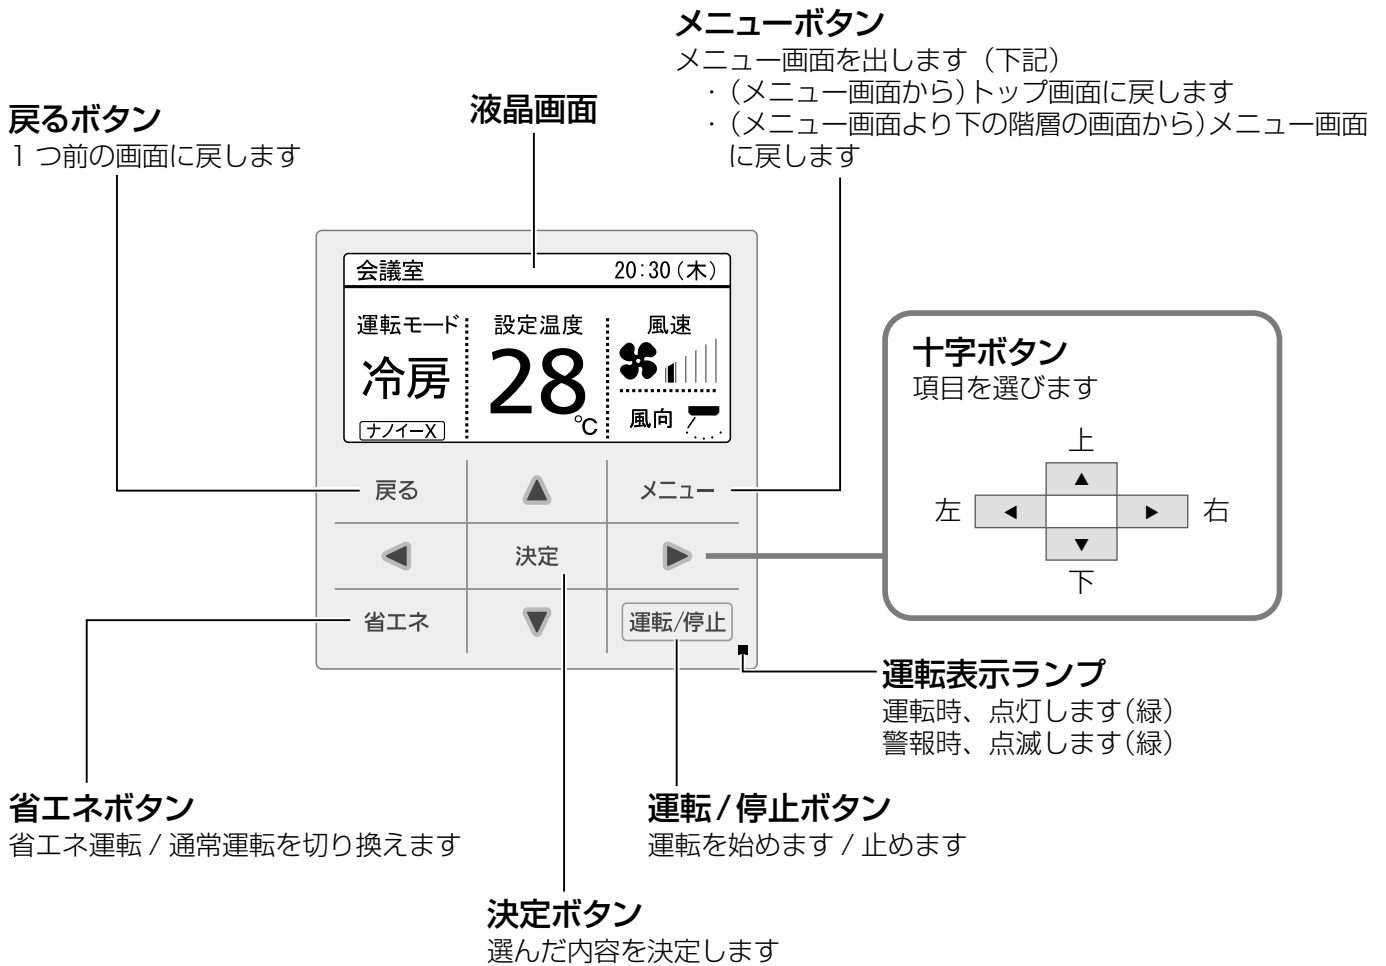 メニューボタン
メニュー画面を出します（下記）
・（メニュー画面から）トップ画面に戻します
・（メニュー画面より下の階層の画面から）メニュー画面
に戻します
戻るボタン
1 つ前の画面に戻します
液晶画面
会議室 20:30（木）
運転モード 設定温度 風速
冷房 28℃
ナノイーX 風向
戻る ▲ メニュー
◀ 決定 ▶
省エネ ▼ 運転/停止
十字ボタン
項目を選びます
上
▲
左 ◀ ▶ 右
▼
下
運転表示ランプ
運転時、点灯します（緑）
警報時、点滅します（緑）
省エネボタン
省エネ運転 / 通常運転を切り換えます
運転/停止ボタン
運転を始めます / 止めます
決定ボタン
選んだ内容を決定します